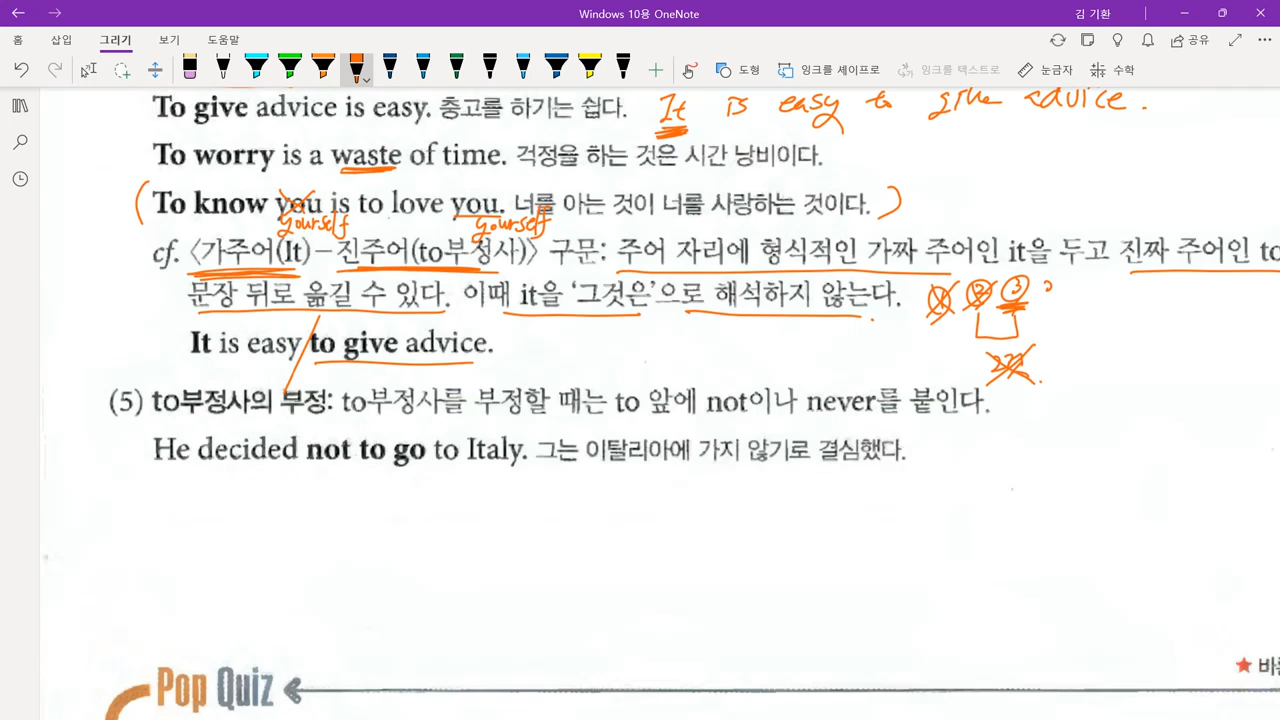 Windows 10용 OneNote
김 기환
홈 삽입 그리기 보기 도움말
공유
도형 잉크를 셰이프로 잉크를 텍스트로 눈금자 수학
To give advice is easy. 충고를 하기는 쉽다. It is easy to give advice.
To worry is a waste of time. 걱정을 하는 것은 시간 낭비이다.
(To know you is to love you. 너를 아는 것이 너를 사랑하는 것이다.)
yourself yourself
cf. 〈가주어(It)－진주어(to부정사)〉 구문: 주어 자리에 형식적인 가짜 주어인 it을 두고 진짜 주어인 to
문장 뒤로 옮길 수 있다. 이때 it을 ‘그것은’으로 해석하지 않는다. ① ② ③
It is easy to give advice.
(5) to부정사의 부정: to부정사를 부정할 때는 to 앞에 not이나 never를 붙인다.
He decided not to go to Italy. 그는 이탈리아에 가지 않기로 결심했다.
Pop Quiz
★ 바